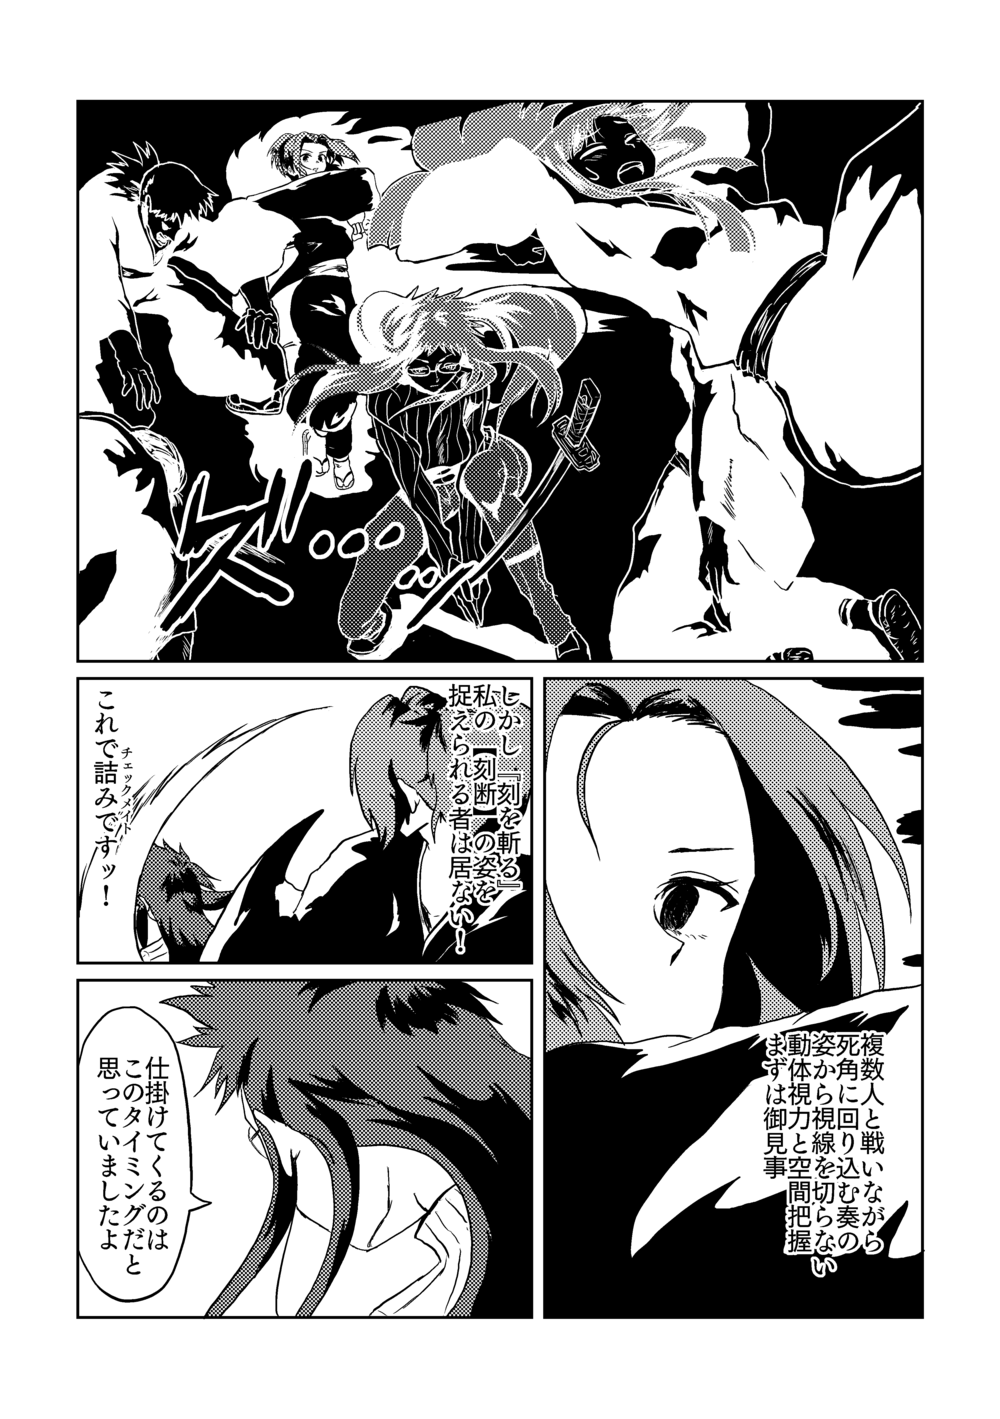 ズ゙
○○○
○○
複数人と戦いながら
死角に回り込む奏の
姿から視線を切らない
動体視力と空間把握
まずは御見事
しかし『刻を斬る』
私の【刻断】の姿を
捉えられる者は居ない！
これで詰みですッ！
チェックメイト
仕掛けてくるのは
このタイミングだと
思っていましたよ